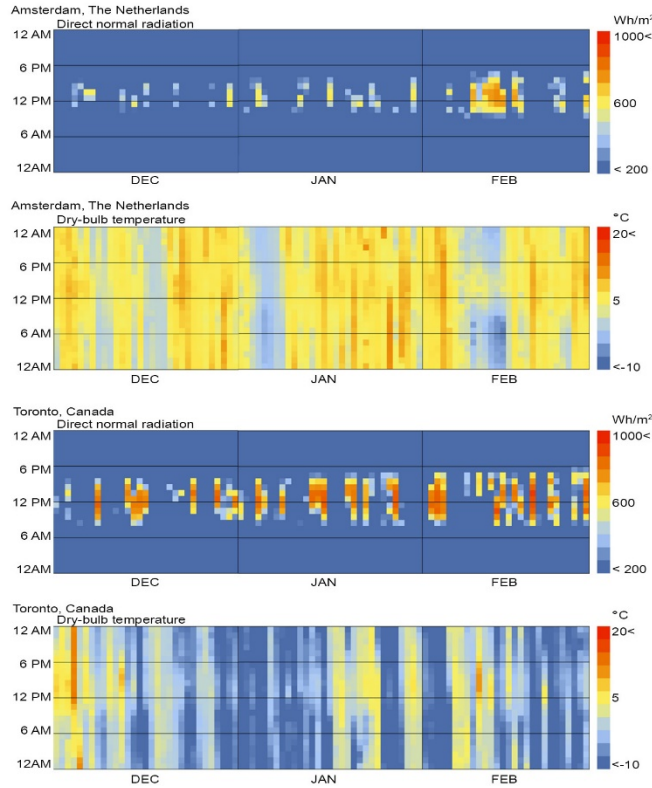 Amsterdam, The Netherlands
Direct normal radiation
Wh/m²
12 AM
6 PM
12 PM
6 AM
12AM
1000<
600
< 200
DEC JAN FEB
Amsterdam, The Netherlands
Dry-bulb temperature
°C
12 AM
6 PM
12 PM
6 AM
12AM
20<
5
<-10
DEC JAN FEB
Toronto, Canada
Direct normal radiation
Wh/m²
12 AM
6 PM
12 PM
6 AM
12AM
1000<
600
< 200
DEC JAN FEB
Toronto, Canada
Dry-bulb temperature
°C
12 AM
6 PM
12 PM
6 AM
12AM
20<
5
<-10
DEC JAN FEB